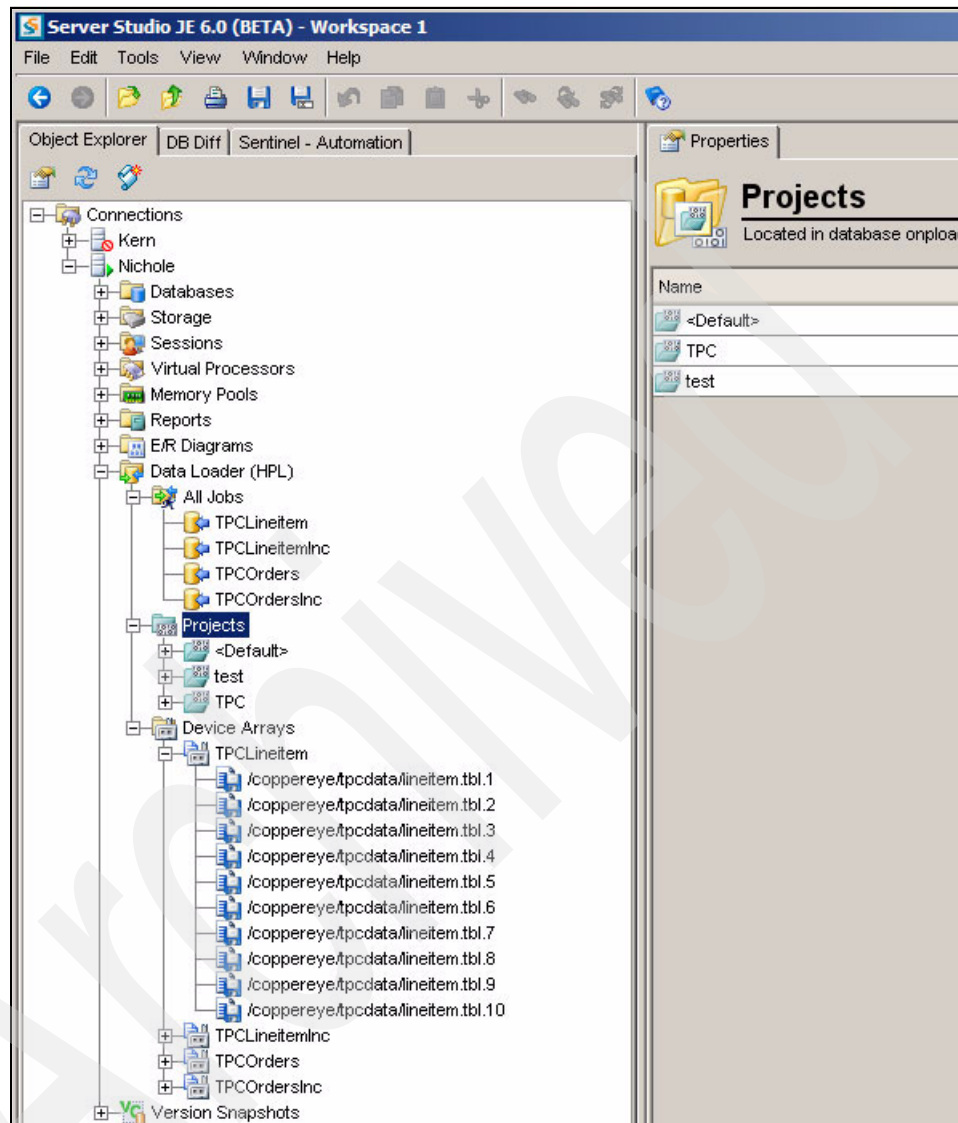 Server Studio JE 6.0 (BETA) - Workspace 1
File Edit Tools View Window Help
Object Explorer DB Diff Sentinel - Automation
Properties
Projects
Located in database onploa
Name
<Default>
TPC
test
Connections
Kern
Nichole
Databases
Storage
Sessions
Virtual Processors
Memory Pools
Reports
E/R Diagrams
Data Loader (HPL)
All Jobs
TPCLineitem
TPCLineitemInc
TPCOrders
TPCOrdersInc
Projects
<Default>
test
TPC
Device Arrays
TPCLineitem
/coppereye/tpcdata/lineitem.tbl.1
/coppereye/tpcdata/lineitem.tbl.2
/coppereye/tpcdata/lineitem.tbl.3
/coppereye/tpcdata/lineitem.tbl.4
/coppereye/tpcdata/lineitem.tbl.5
/coppereye/tpcdata/lineitem.tbl.6
/coppereye/tpcdata/lineitem.tbl.7
/coppereye/tpcdata/lineitem.tbl.8
/coppereye/tpcdata/lineitem.tbl.9
/coppereye/tpcdata/lineitem.tbl.10
TPCLineitemInc
TPCOrders
TPCOrdersInc
Version Snapshots
Archived